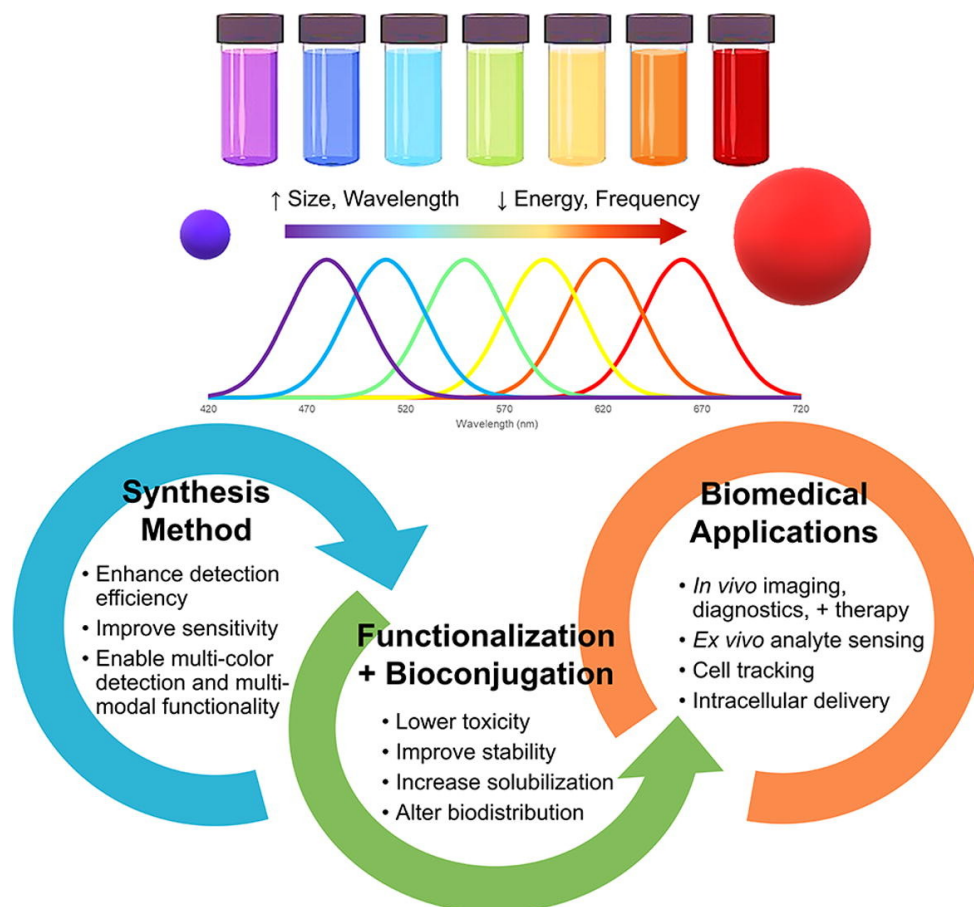 ↑ Size, Wavelength
↓ Energy, Frequency
420
470
520
570
620
670
720
Wavelength (nm)
Synthesis
Method
• Enhance detection
efficiency
• Improve sensitivity
• Enable multi-color
detection and multi-
modal functionality
Functionalization
+ Bioconjugation
• Lower toxicity
• Improve stability
• Increase solubilization
• Alter biodistribution
Biomedical
Applications
• In vivo imaging,
diagnostics, + therapy
• Ex vivo analyte sensing
• Cell tracking
• Intracellular delivery